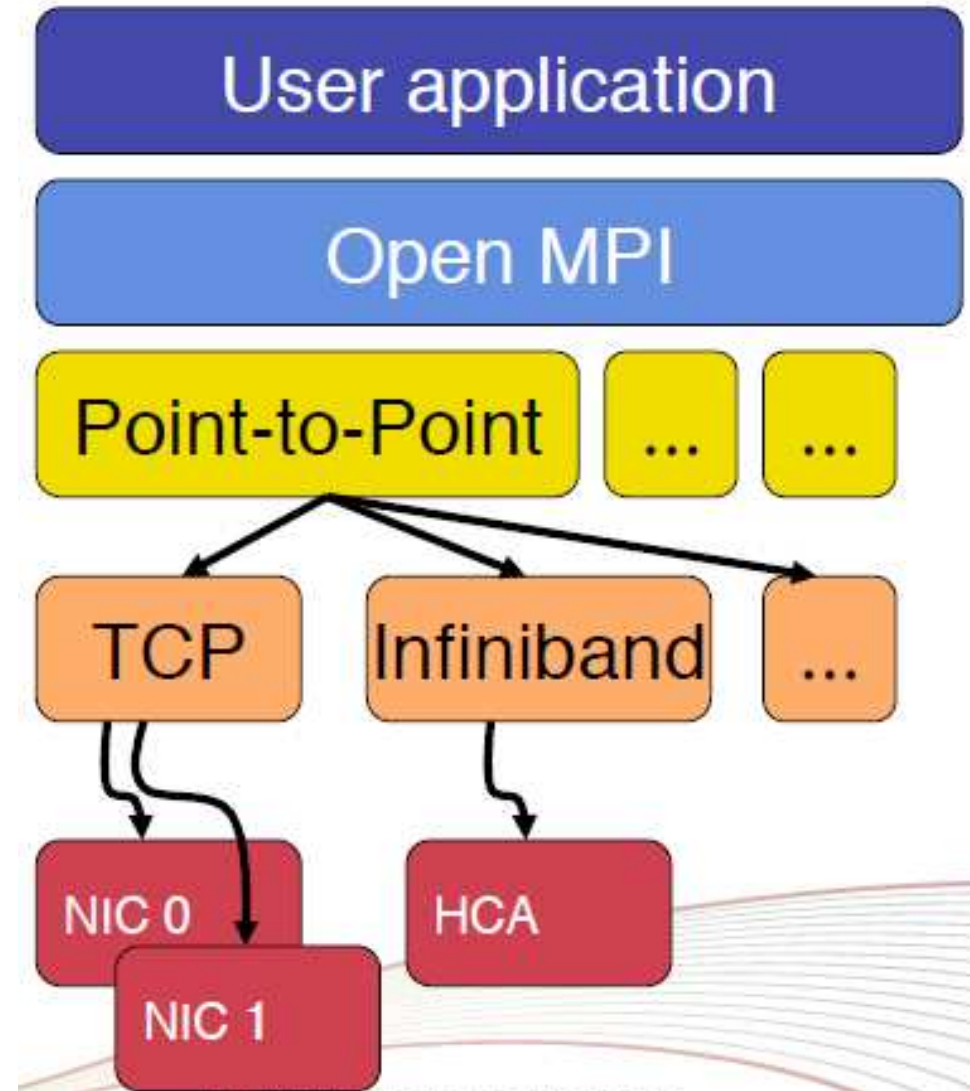 User application
Open MPI
Point-to-Point ... ...
TCP Infiniband ...
NIC 0 HCA
NIC 1